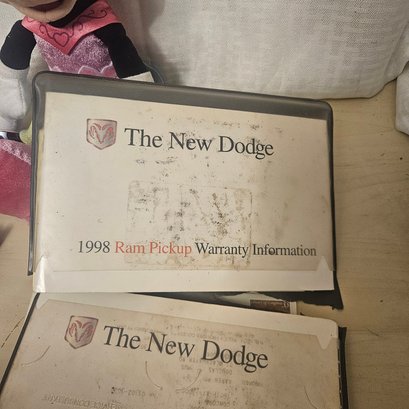 The New Dodge
1998 Ram Pickup Warranty Information
The New Dodge